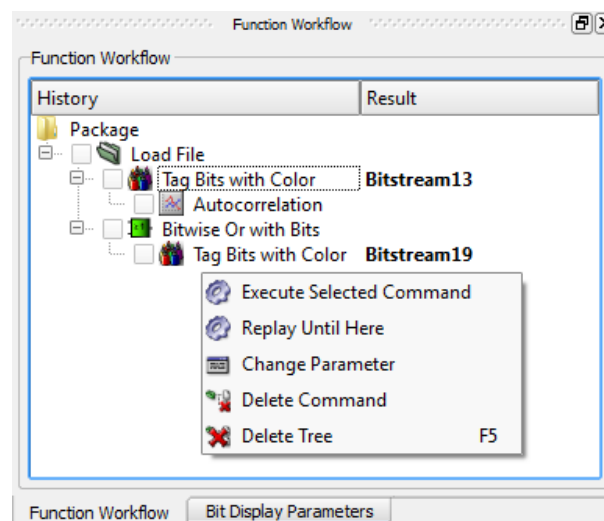 Function Workflow
Function Workflow
History Result
Package
Load File
Tag Bits with Color Bitstream13
Autocorrelation
Bitwise Or with Bits
Tag Bits with Color Bitstream19
Execute Selected Command
Replay Until Here
Change Parameter
Delete Command
Delete Tree F5
Function Workflow Bit Display Parameters